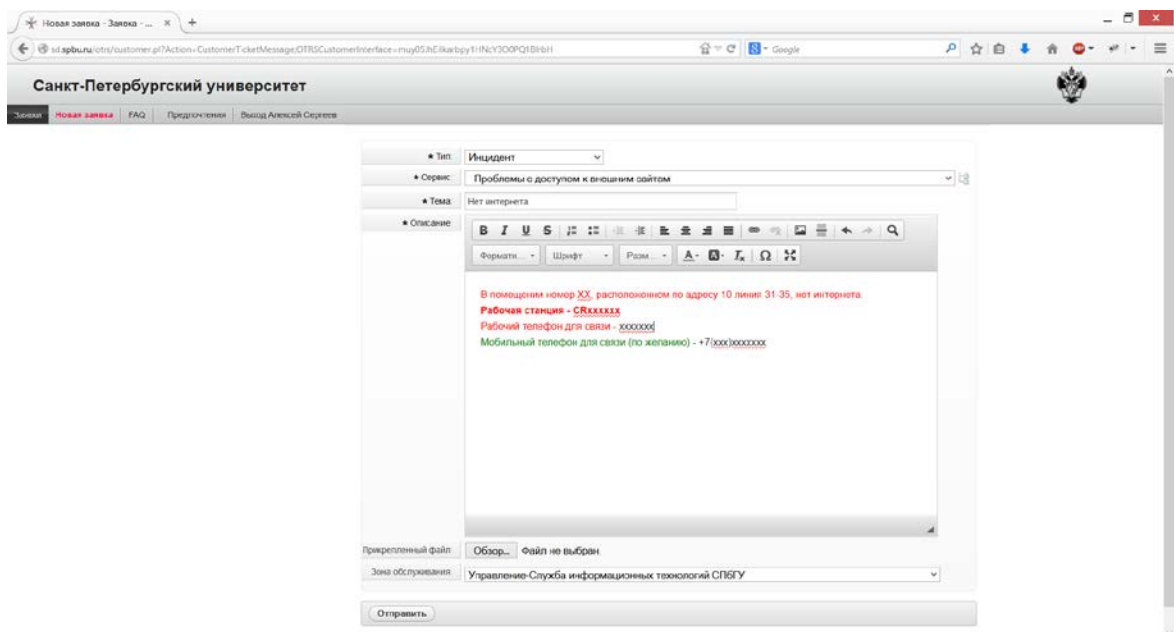 Новая заявка - Заявка - ...
Google
Санкт-Петербургский университет
Заявки Новая заявка FAQ Предпочтения Выход Алексей Сергеев
★ Тип: Инцидент
★ Сервис: Проблемы с доступом к внешним сайтам
★ Тема: Нет интернета
★ Описание:
B I U S
Формати... Шрифт Разм... A A Tx Ω
В помещении номер XX, расположенном по адресу 10 линия 31-35, нет интернета
Рабочая станция - CRxxxxxx
Рабочий телефон для связи - xxxxxxx
Мобильный телефон для связи (по желанию) - +7(xxx)xxxxxxx
Прикрепленный файл: Обзор... Файл не выбран.
Зона обслуживания: Управление-Служба информационных технологий СПбГУ
Отправить